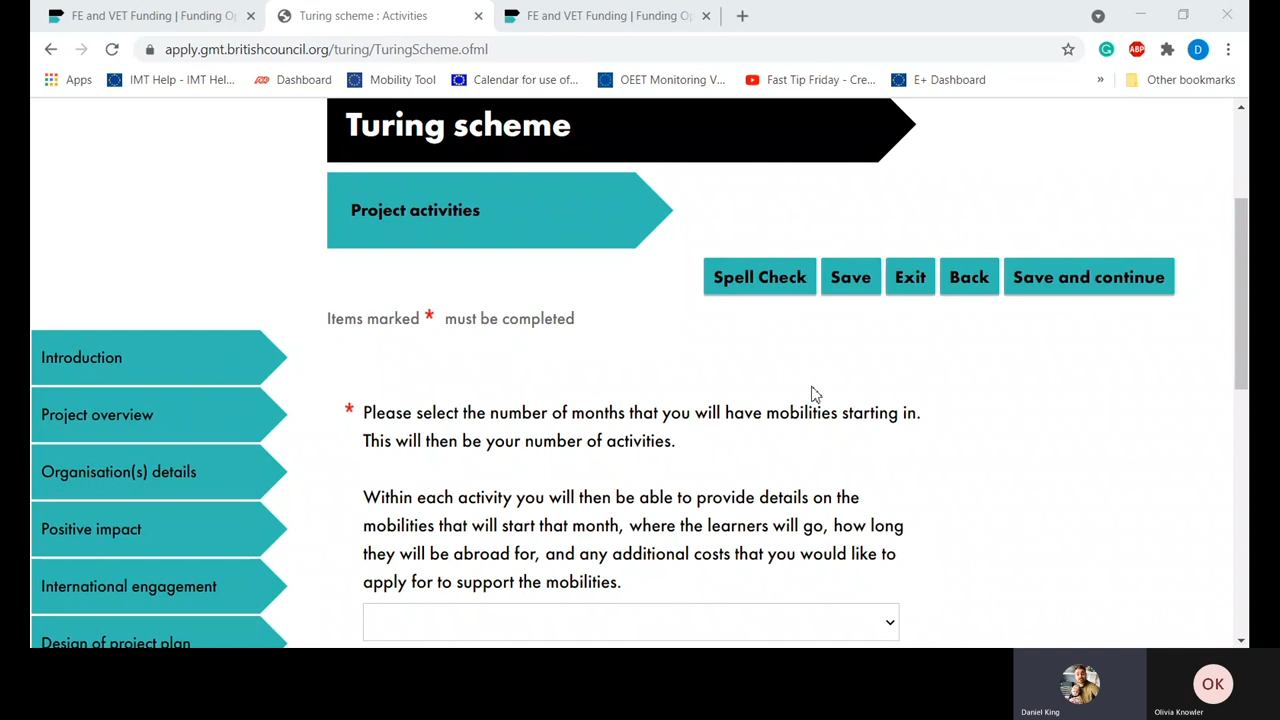 FE and VET Funding | Funding Op
Turing scheme : Activities
FE and VET Funding | Funding Op
apply.gmt.britishcouncil.org/turing/TuringScheme.ofml
ABP
D
Apps
IMT Help - IMT Hel...
Dashboard
Mobility Tool
Calendar for use of...
OEET Monitoring V...
Fast Tip Friday - Cre...
E+ Dashboard
»
Other bookmarks
Turing scheme
Project activities
Spell Check
Save
Exit
Back
Save and continue
Items marked * must be completed
Introduction
Project overview
Organisation(s) details
Positive impact
International engagement
Design of project plan
* Please select the number of months that you will have mobilities starting in.
This will then be your number of activities.
Within each activity you will then be able to provide details on the
mobilities that will start that month, where the learners will go, how long
they will be abroad for, and any additional costs that you would like to
apply for to support the mobilities.
Daniel King
OK
Olivia Knowler